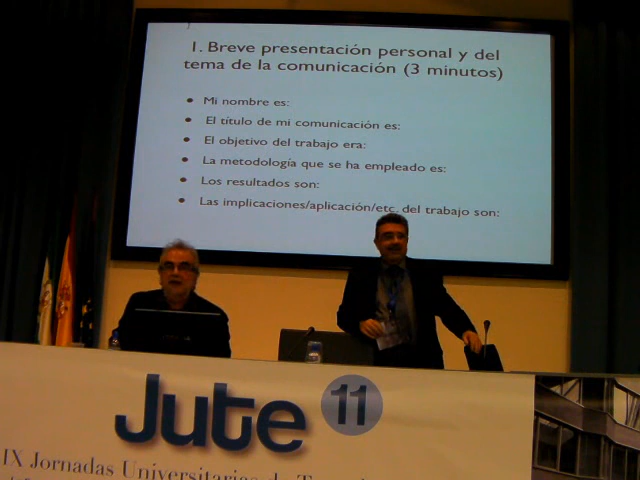 1. Breve presentación personal y del
tema de la comunicación (3 minutos)
• Mi nombre es:
• El título de mi comunicación es:
• El objetivo del trabajo era:
• La metodología que se ha empleado es:
• Los resultados son:
• Las implicaciones/aplicación/etc. del trabajo son:
Jute 11
IX Jornadas Universitarias de